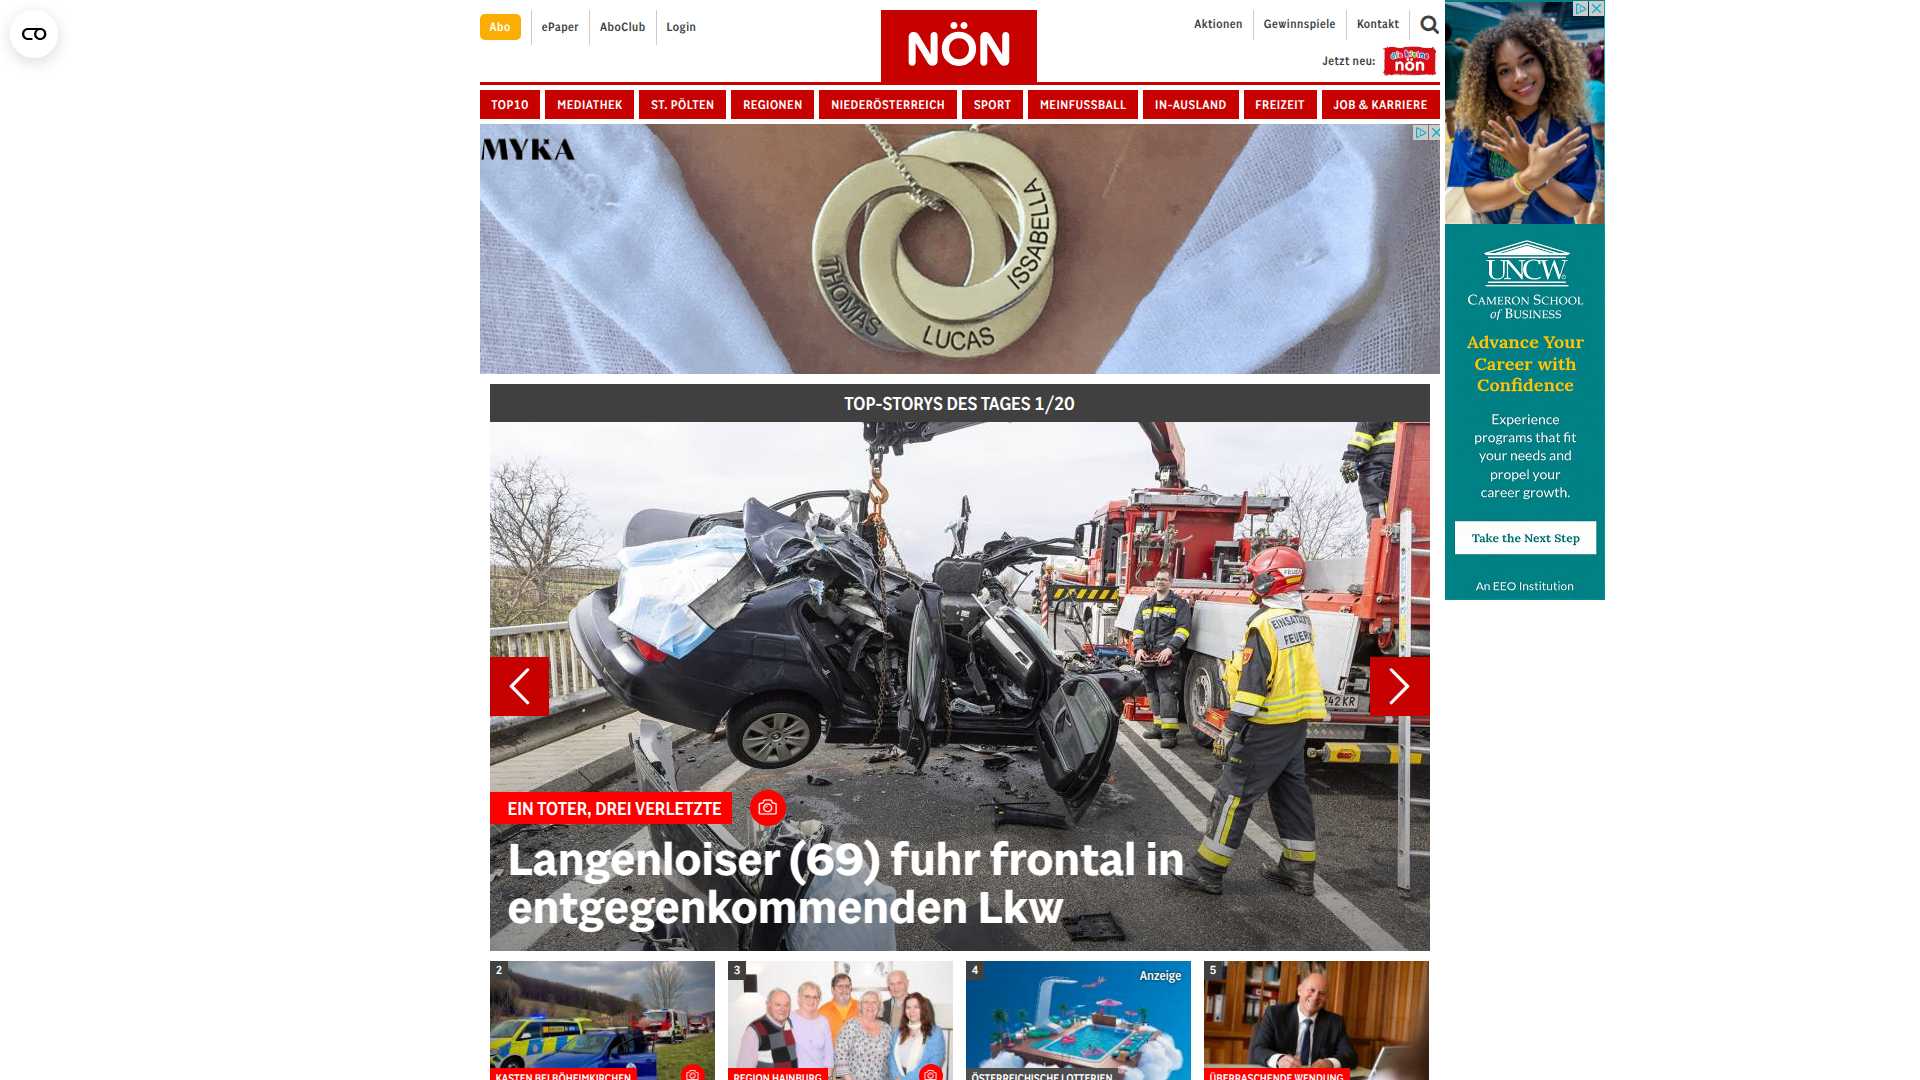 Abo
ePaper
AboClub
Login
NÖN
Aktionen
Gewinnspiele
Kontakt
Jetzt neu:
die kleine
nön
TOP10
MEDIATHEK
ST. PÖLTEN
REGIONEN
NIEDERÖSTERREICH
SPORT
MEINFUSSBALL
IN-AUSLAND
FREIZEIT
JOB & KARRIERE
MYKA
THOMAS
LUCAS
ISSABELLA
UNCW
CAMERON SCHOOL
of BUSINESS
Advance Your
Career with
Confidence
Experience
programs that fit
your needs and
propel your
career growth.
Take the Next Step
An EEO Institution
TOP-STORYS DES TAGES 1/20
FEUER
42KR
EIN TOTER, DREI VERLETZTE
Langenloiser (69) fuhr frontal in
entgegenkommenden Lkw
2
KASTEN BEI BÖHEIMKIRCHEN
3
REGION HAINBURG
4
Anzeige
ÖSTERREICHISCHE LOTTERIEN
5
ÜBERRASCHENDE WENDUNG